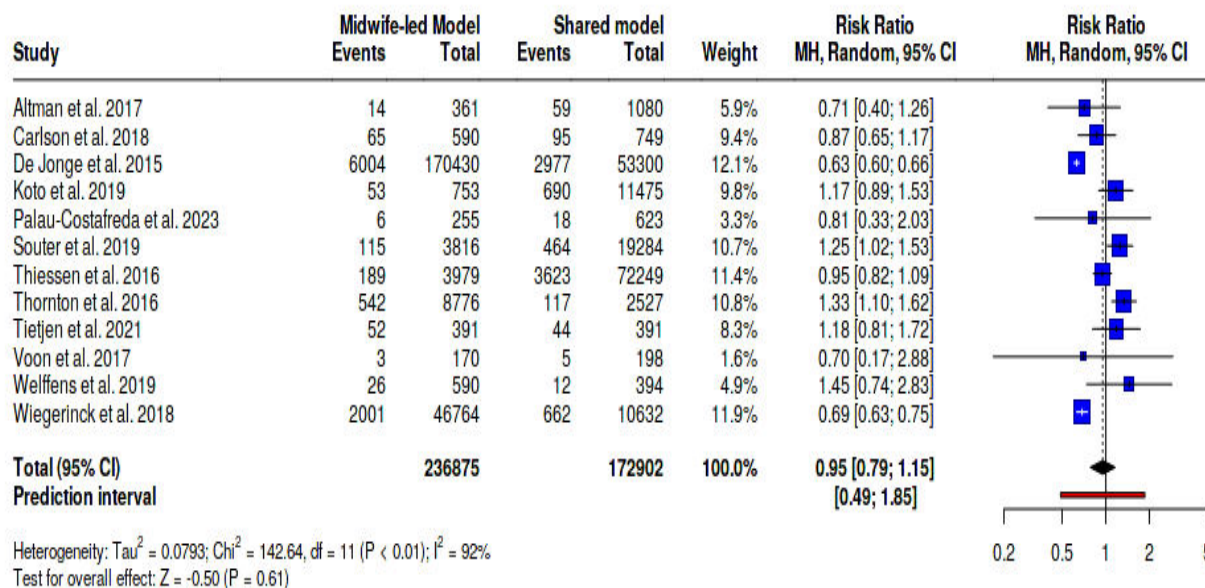 Midwife-led Model Shared model Risk Ratio Risk Ratio
Study Events Total Events Total Weight MH, Random, 95% CI MH, Random, 95% CI
Altman et al. 2017 14 361 59 1080 5.9% 0.71 [0.40; 1.26]
Carlson et al. 2018 65 590 95 749 9.4% 0.87 [0.65; 1.17]
De Jonge et al. 2015 6004 170430 2977 53300 12.1% 0.63 [0.60; 0.66]
Koto et al. 2019 53 753 690 11475 9.8% 1.17 [0.89; 1.53]
Palau-Costafreda et al. 2023 6 255 18 623 3.3% 0.81 [0.33; 2.03]
Souter et al. 2019 115 3816 464 19284 10.7% 1.25 [1.02; 1.53]
Thiessen et al. 2016 189 3979 3623 72249 11.4% 0.95 [0.82; 1.09]
Thornton et al. 2016 542 8776 117 2527 10.8% 1.33 [1.10; 1.62]
Tietjen et al. 2021 52 391 44 391 8.3% 1.18 [0.81; 1.72]
Voon et al. 2017 3 170 5 198 1.6% 0.70 [0.17; 2.88]
Welffens et al. 2019 26 590 12 394 4.9% 1.45 [0.74; 2.83]
Wiegerinck et al. 2018 2001 46764 662 10632 11.9% 0.69 [0.63; 0.75]
Total (95% CI) 236875 172902 100.0% 0.95 [0.79; 1.15]
Prediction interval [0.49; 1.85]
Heterogeneity: Tau² = 0.0793; Chi² = 142.64, df = 11 (P < 0.01); I² = 92%
0.2 0.5 1 2 5
Test for overall effect: Z = -0.50 (P = 0.61)